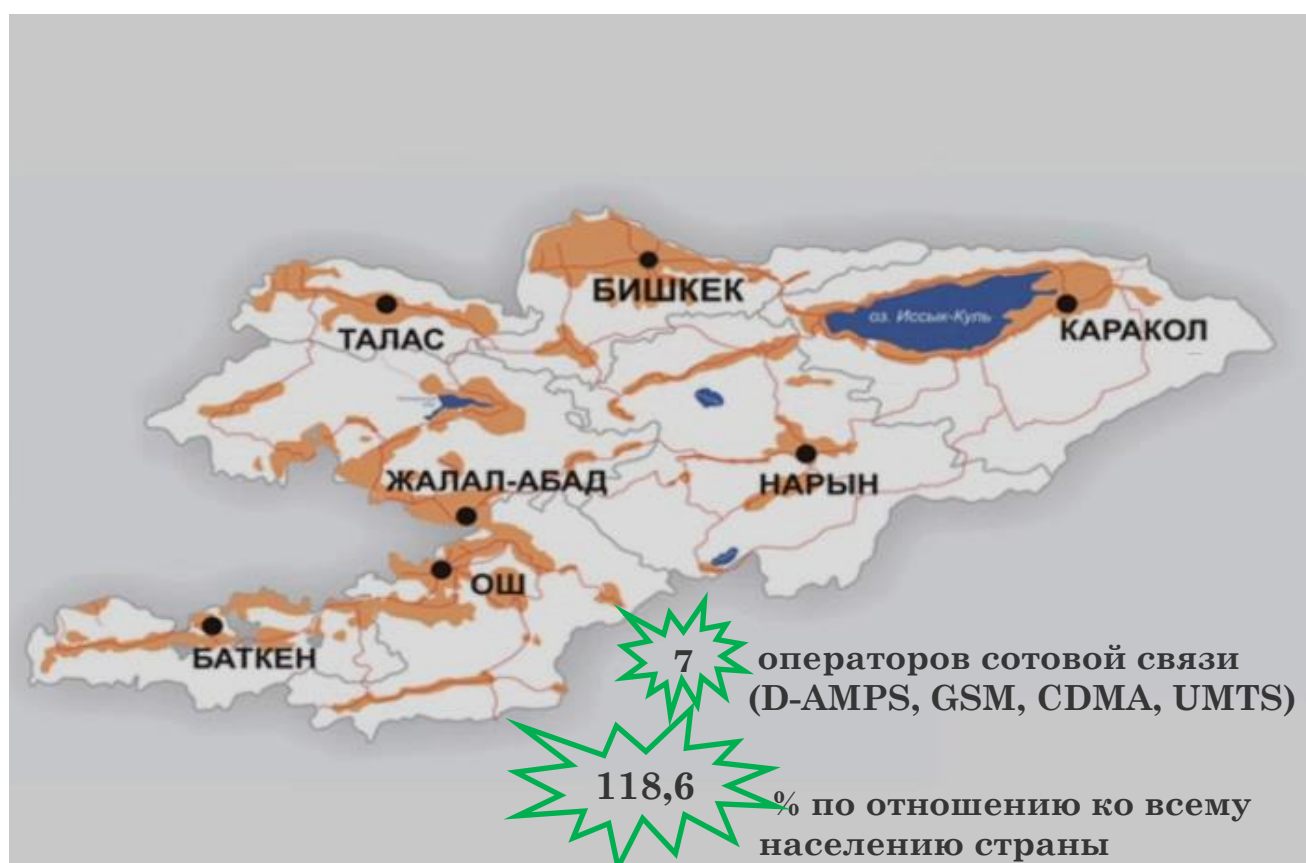 БИШКЕК
ТАЛАС
оз. Иссык-Куль
КАРАКОЛ
ЖАЛАЛ-АБАД
НАРЫН
ОШ
БАТКЕН
7 операторов сотовой связи
(D-AMPS, GSM, CDMA, UMTS)
118,6 % по отношению ко всему
населению страны